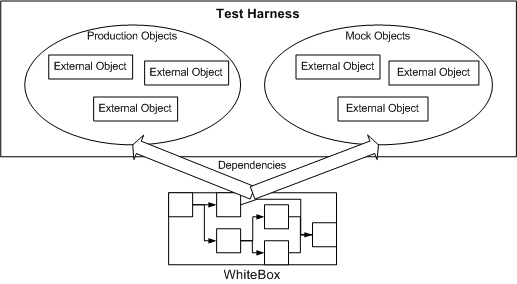 Test Harness
Production Objects
External Object
External Object
External Object
Mock Objects
External Object
External Object
External Object
Dependencies
WhiteBox